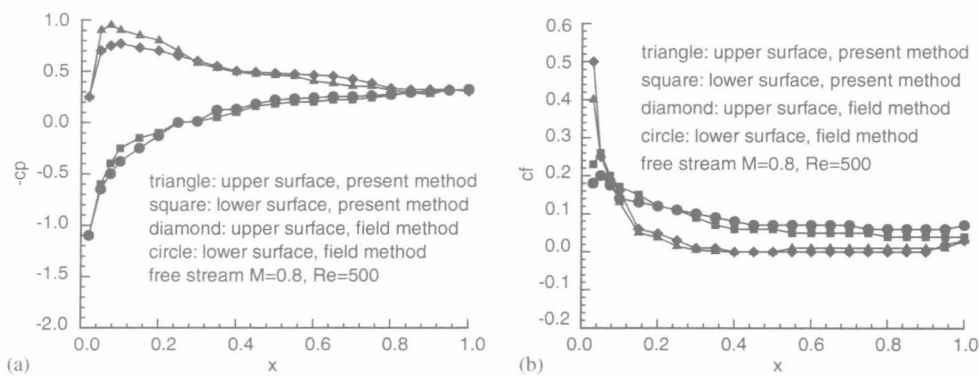 1.0
0.5
0.0
-0.5
-1.0
-1.5
-2.0
-cp
triangle: upper surface, present method
square: lower surface, present method
diamond: upper surface, field method
circle: lower surface, field method
free stream M=0.8, Re=500
0.0 0.2 0.4 0.6 0.8 1.0
x
(a)
0.6
0.5
0.4
0.3
0.2
0.1
0.0
-0.1
-0.2
cf
triangle: upper surface, present method
square: lower surface, present method
diamond: upper surface, field method
circle: lower surface, field method
free stream M=0.8, Re=500
0.0 0.2 0.4 0.6 0.8 1.0
x
(b)